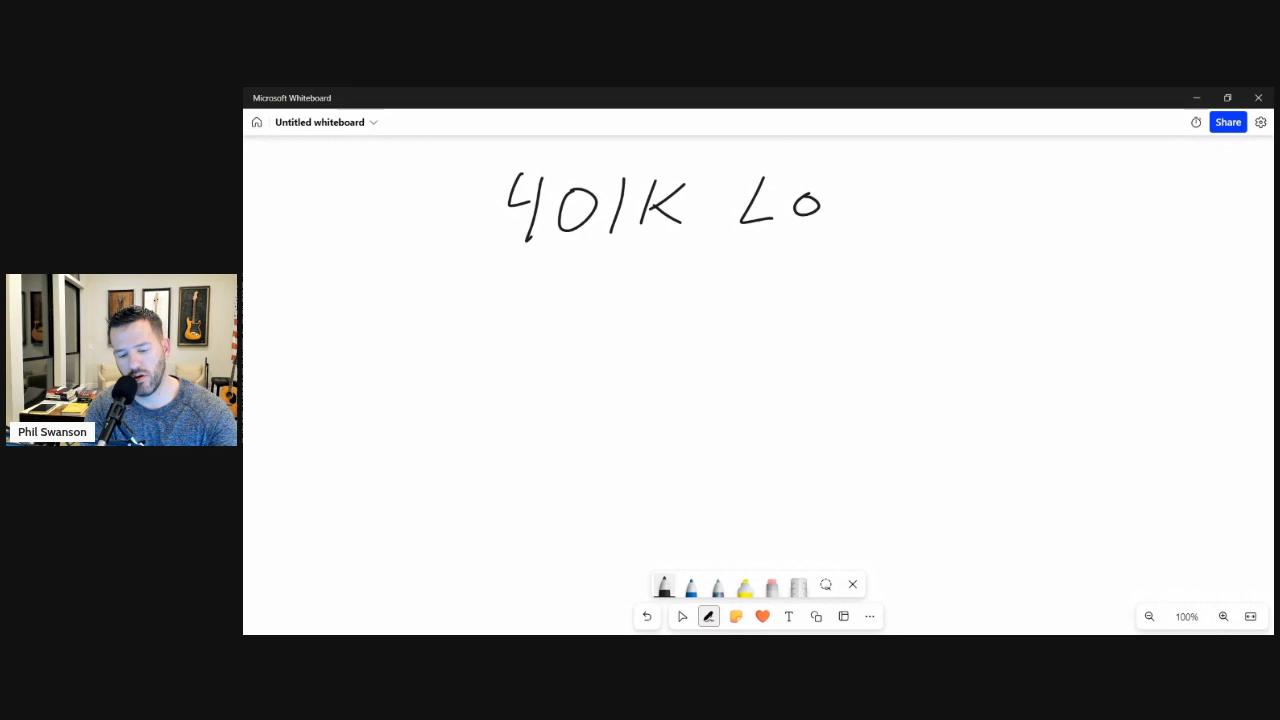 Microsoft Whiteboard
Untitled whiteboard
Share
401K Lo
Phil Swanson
100%